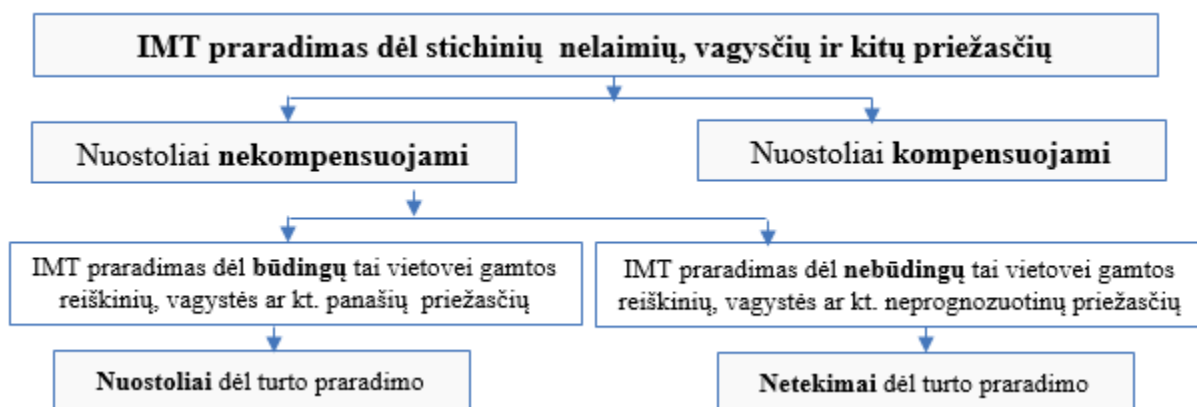 IMT praradimas dėl stichinių nelaimių, vagysčių ir kitų priežasčių
Nuostoliai nekompensuojami
Nuostoliai kompensuojami
IMT praradimas dėl būdingų tai vietovei gamtos
reiškinių, vagystės ar kt. panašių priežasčių
IMT praradimas dėl nebūdingų tai vietovei gamtos
reiškinių, vagystės ar kt. neprognozuotinų priežasčių
Nuostoliai dėl turto praradimo
Netekimai dėl turto praradimo